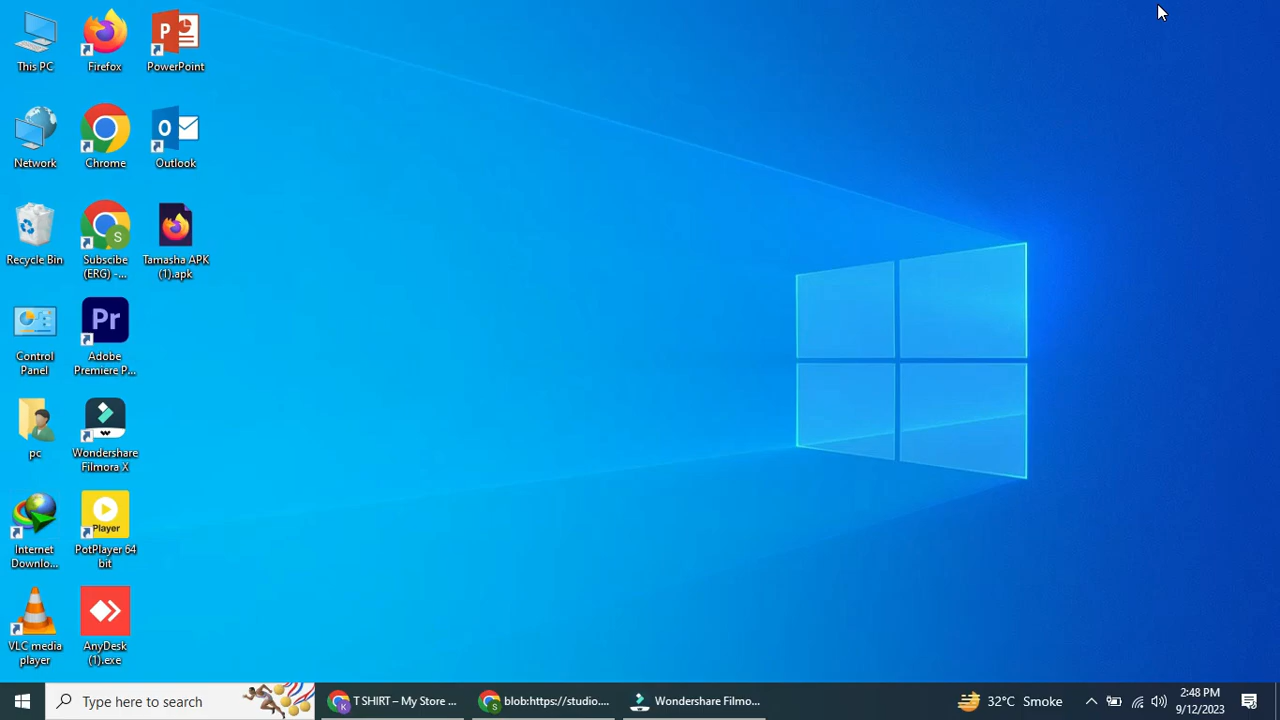 This PC
Firefox
PowerPoint
Network
Chrome
Outlook
Recycle Bin
Subscibe
(ERG) -...
Tamasha APK
(1).apk
Control
Panel
Adobe
Premiere P...
pc
Wondershare
Filmora X
Internet
Downlo...
PotPlayer 64
bit
VLC media
player
AnyDesk
(1).exe
Type here to search
T SHIRT – My Store ...
blob:https://studio....
Wondershare Filmo...
32°C Smoke
2:48 PM
9/12/2023